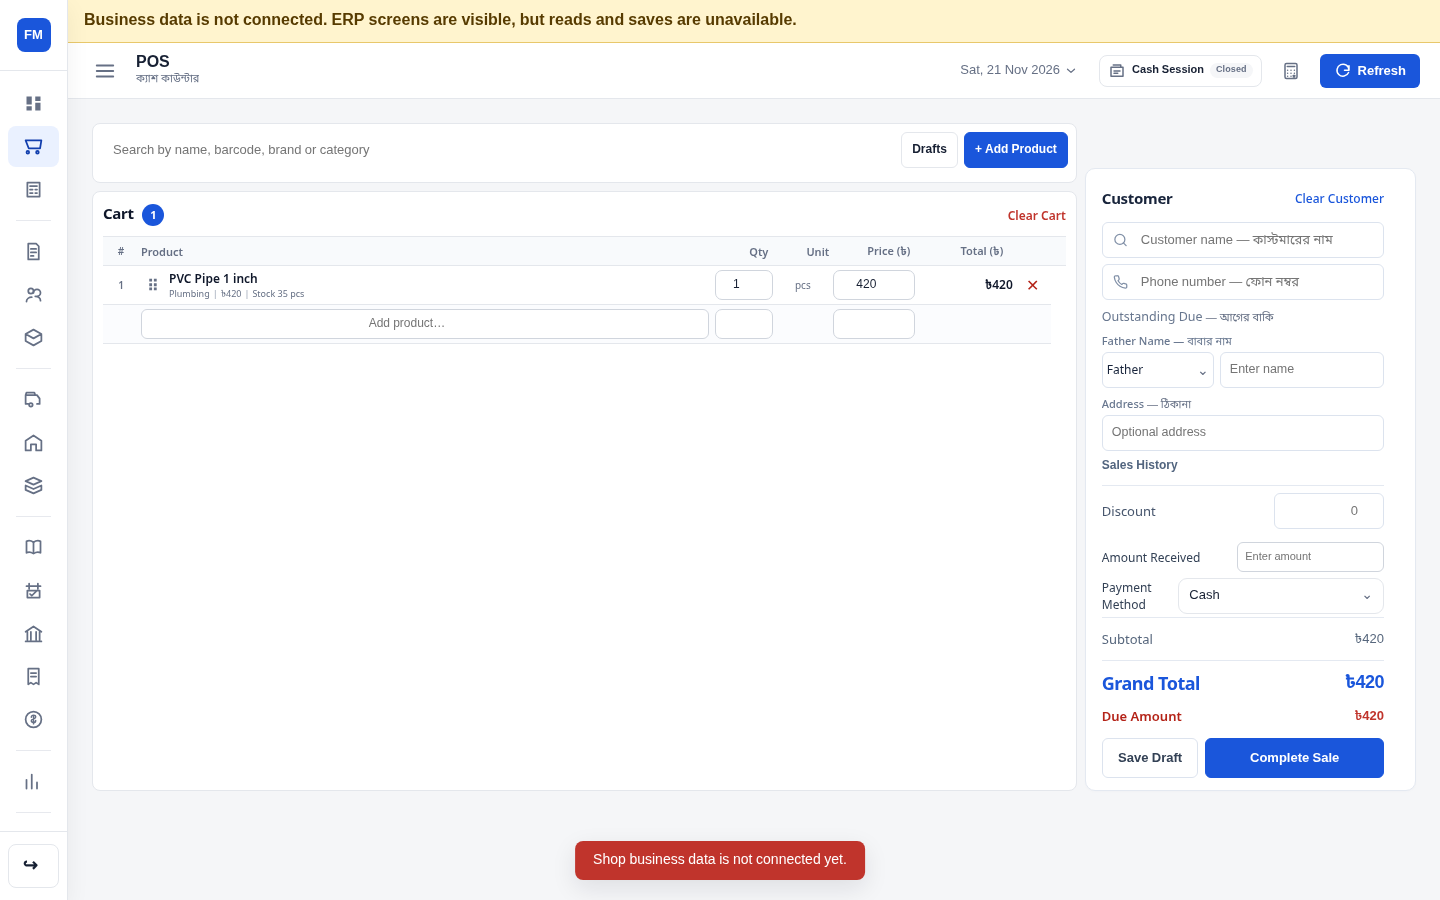 Business data is not connected. ERP screens are visible, but reads and saves are unavailable.
FM
POS
ক্যাশ কাউন্টার
Sat, 21 Nov 2026
Cash Session Closed
Refresh
Search by name, barcode, brand or category
Drafts
+ Add Product
Cart 1
Clear Cart
# Product Qty Unit Price (৳) Total (৳)
1 PVC Pipe 1 inch 1 pcs 420 ৳420
Plumbing | ৳420 | Stock 35 pcs
Add product…
Customer
Clear Customer
Customer name — কাস্টমারের নাম
Phone number — ফোন নম্বর
Outstanding Due — আগের বাকি
Father Name — বাবার নাম
Father
Enter name
Address — ঠিকানা
Optional address
Sales History
Discount 0
Amount Received Enter amount
Payment Method Cash
Subtotal ৳420
Grand Total ৳420
Due Amount ৳420
Save Draft
Complete Sale
Shop business data is not connected yet.